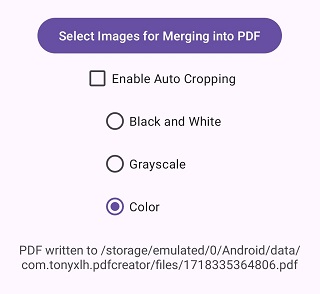 Select Images for Merging into PDF
Enable Auto Cropping
Black and White
Grayscale
Color
PDF written to /storage/emulated/0/Android/data/
com.tonyxlh.pdfcreator/files/1718335364806.pdf